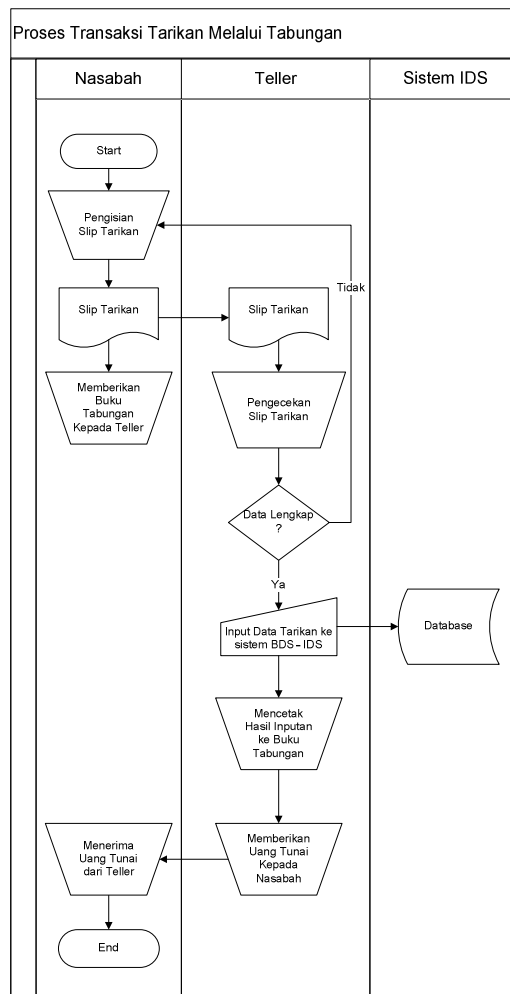 Proses Transaksi Tarikan Melalui Tabungan
Nasabah
Teller
Sistem IDS
Start
Pengisian
Slip Tarikan
Tidak
Slip Tarikan
Slip Tarikan
Memberikan
Buku
Tabungan
Kepada Teller
Pengecekan
Slip Tarikan
Data Lengkap
?
Ya
Input Data Tarikan ke
sistem BDS – IDS
Database
Mencetak
Hasil Inputan
ke Buku
Tabungan
Menerima
Uang Tunai
dari Teller
Memberikan
Uang Tunai
Kepada
Nasabah
End